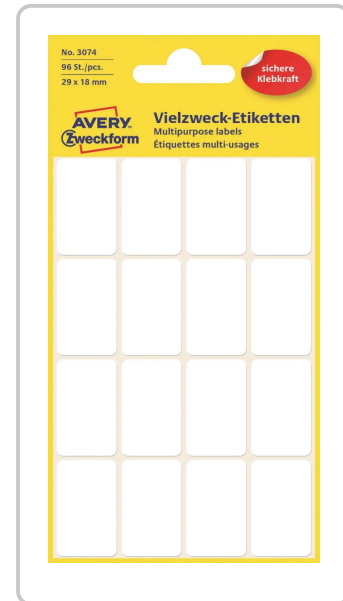 No. 3074
96 St./pcs.
29 x 18 mm
sichere
Klebkraft
AVERY
Zweckform
Vielzweck-Etiketten
Multipurpose labels
Étiquettes multi-usages